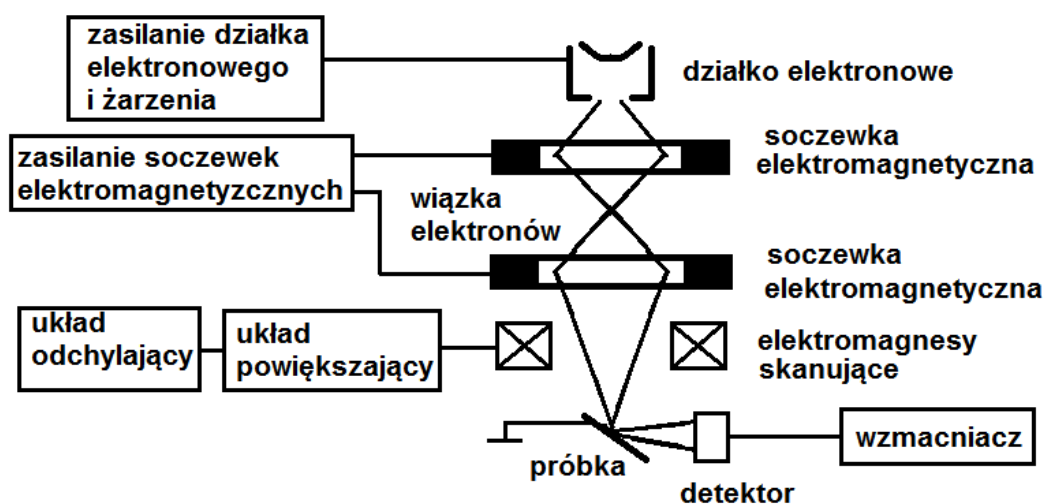 zasilanie działka
elektronowego
i żarzenia
działko elektronowe
zasilanie soczewek
elektromagnetyzcznych
soczewka
elektromagnetyczna
wiązka
elektronów
soczewka
elektromagnetyczna
układ
odchylający
układ
powiększający
elektromagnesy
skanujące
próbka
detektor
wzmacniacz